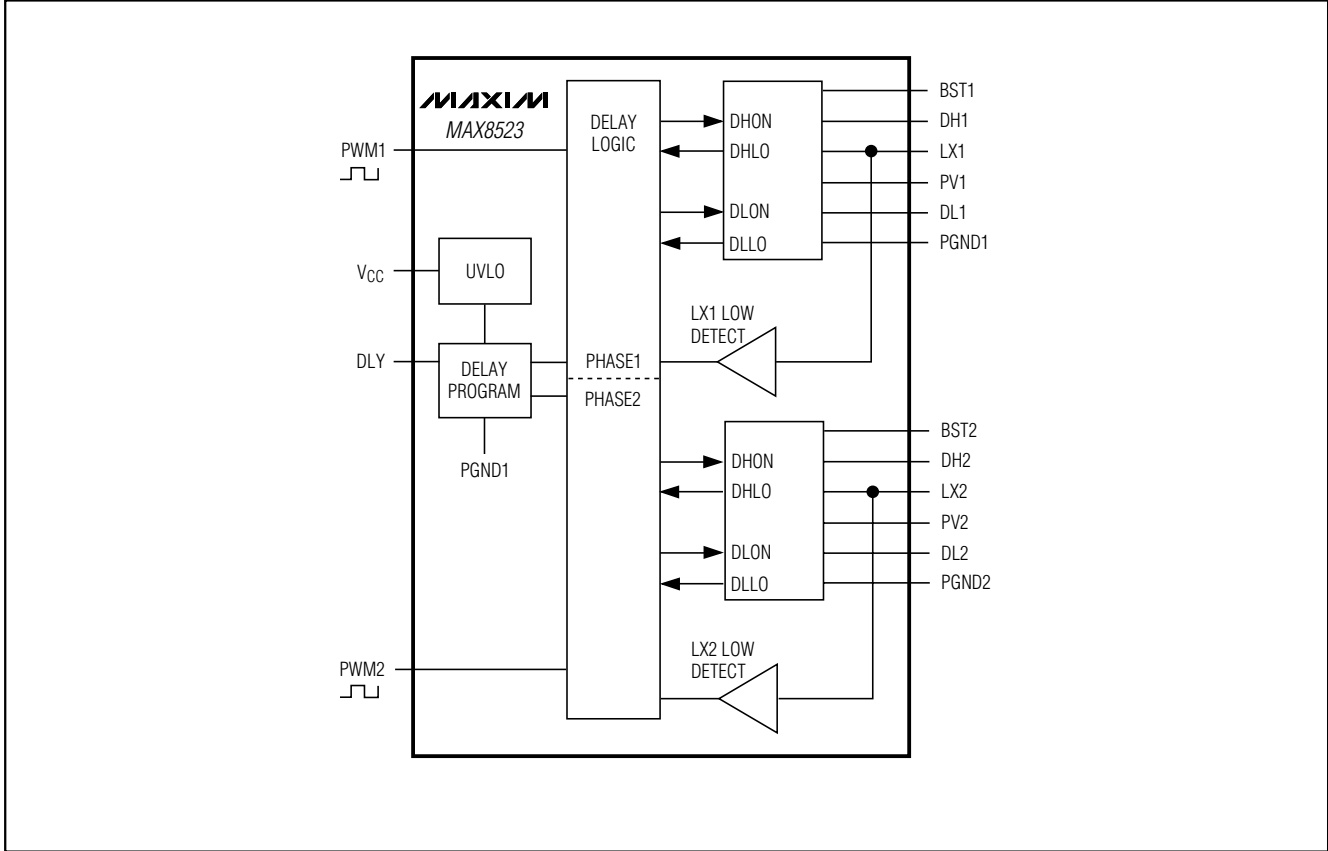 MAXIM
MAX8523
PWM1
VCC
DLY
PWM2
UVLO
DELAY
PROGRAM
PGND1
DELAY
LOGIC
PHASE1
PHASE2
DHON
DHLO
DLON
DLLO
BST1
DH1
LX1
PV1
DL1
PGND1
LX1 LOW
DETECT
DHON
DHLO
DLON
DLLO
BST2
DH2
LX2
PV2
DL2
PGND2
LX2 LOW
DETECT